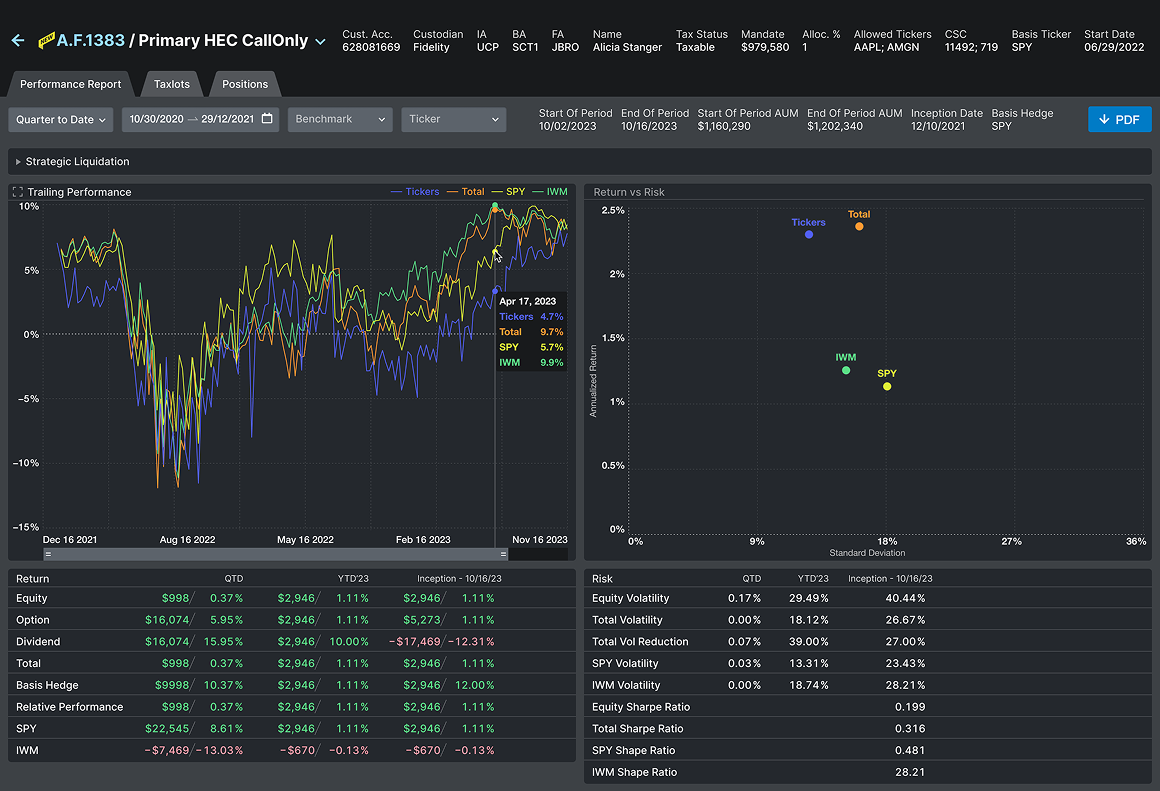 NEW
A.F.1383 / Primary HEC CallOnly
Cust. Acc. Custodian IA BA FA Name Tax Status Mandate Alloc. % Allowed Tickers CSC Basis Ticker Start Date
628081669 Fidelity UCP SCT1 JBRO Alicia Stanger Taxable $979,580 1 AAPL; AMGN 11492; 719 SPY 06/29/2022
Performance Report Taxlots Positions
Quarter to Date 10/30/2020 — 29/12/2021 Benchmark Ticker
Start Of Period End Of Period Start Of Period AUM End Of Period AUM Inception Date Basis Hedge
10/02/2023 10/16/2023 $1,160,290 $1,202,340 12/10/2021 SPY
PDF
Strategic Liquidation
Trailing Performance
Tickers Total SPY IWM
10%
5%
0%
−5%
−10%
−15%
Apr 17, 2023
Tickers 4.7%
Total 9.7%
SPY 5.7%
IWM 9.9%
Dec 16 2021 Aug 16 2022 May 16 2022 Feb 16 2023 Nov 16 2023
Return vs Risk
2.5%
2%
1.5%
1%
0.5%
0%
Annualized Return
Tickers
Total
IWM
SPY
0% 9% 18% 27% 36%
Standard Deviation
Return QTD YTD'23 Inception - 10/16/23
Equity $998/ 0.37% $2,946/ 1.11% $2,946/ 1.11%
Option $16,074/ 5.95% $2,946/ 1.11% $5,273/ 1.11%
Dividend $16,074/ 15.95% $2,946/ 10.00% −$17,469/ −12.31%
Total $998/ 0.37% $2,946/ 1.11% $2,946/ 1.11%
Basis Hedge $9998/ 10.37% $2,946/ 1.11% $2,946/ 12.00%
Relative Performance $998/ 0.37% $2,946/ 1.11% $2,946/ 1.11%
SPY $22,545/ 8.61% $2,946/ 1.11% $2,946/ 1.11%
IWM −$7,469/ −13.03% −$670/ −0.13% −$670/ −0.13%
Risk QTD YTD'23 Inception - 10/16/23
Equity Volatility 0.17% 29.49% 40.44%
Total Volatility 0.00% 18.12% 26.67%
Total Vol Reduction 0.07% 39.00% 27.00%
SPY Volatility 0.03% 13.31% 23.43%
IWM Volatility 0.00% 18.74% 28.21%
Equity Sharpe Ratio 0.199
Total Sharpe Ratio 0.316
SPY Shape Ratio 0.481
IWM Shape Ratio 28.21